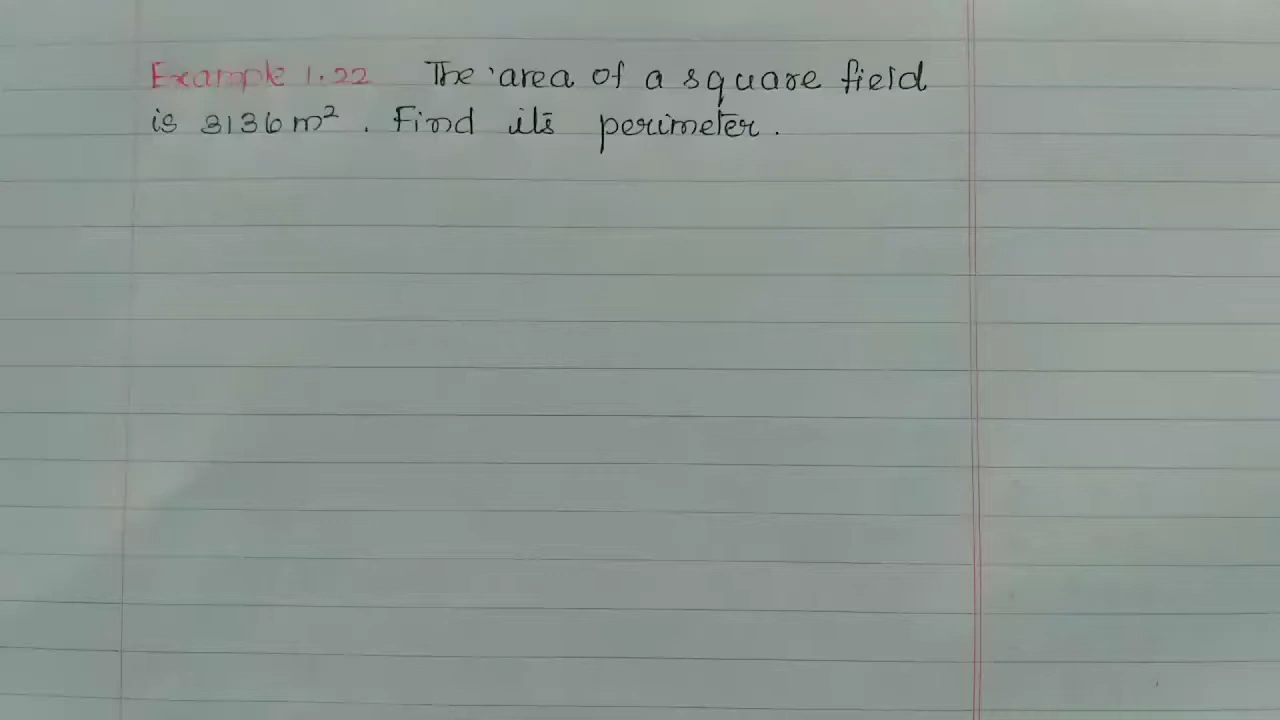 Example 1.22 The area of a square field
is 3136 m². Find its perimeter.